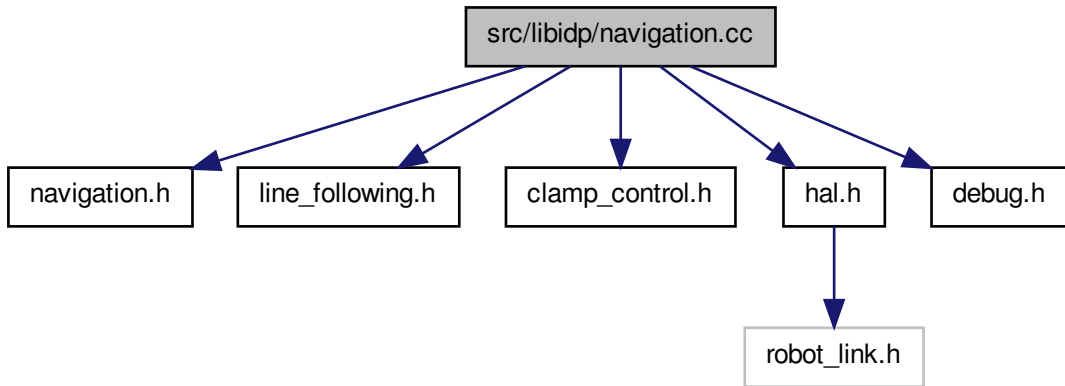 src/libidp/navigation.cc
navigation.h
line_following.h
clamp_control.h
hal.h
debug.h
robot_link.h